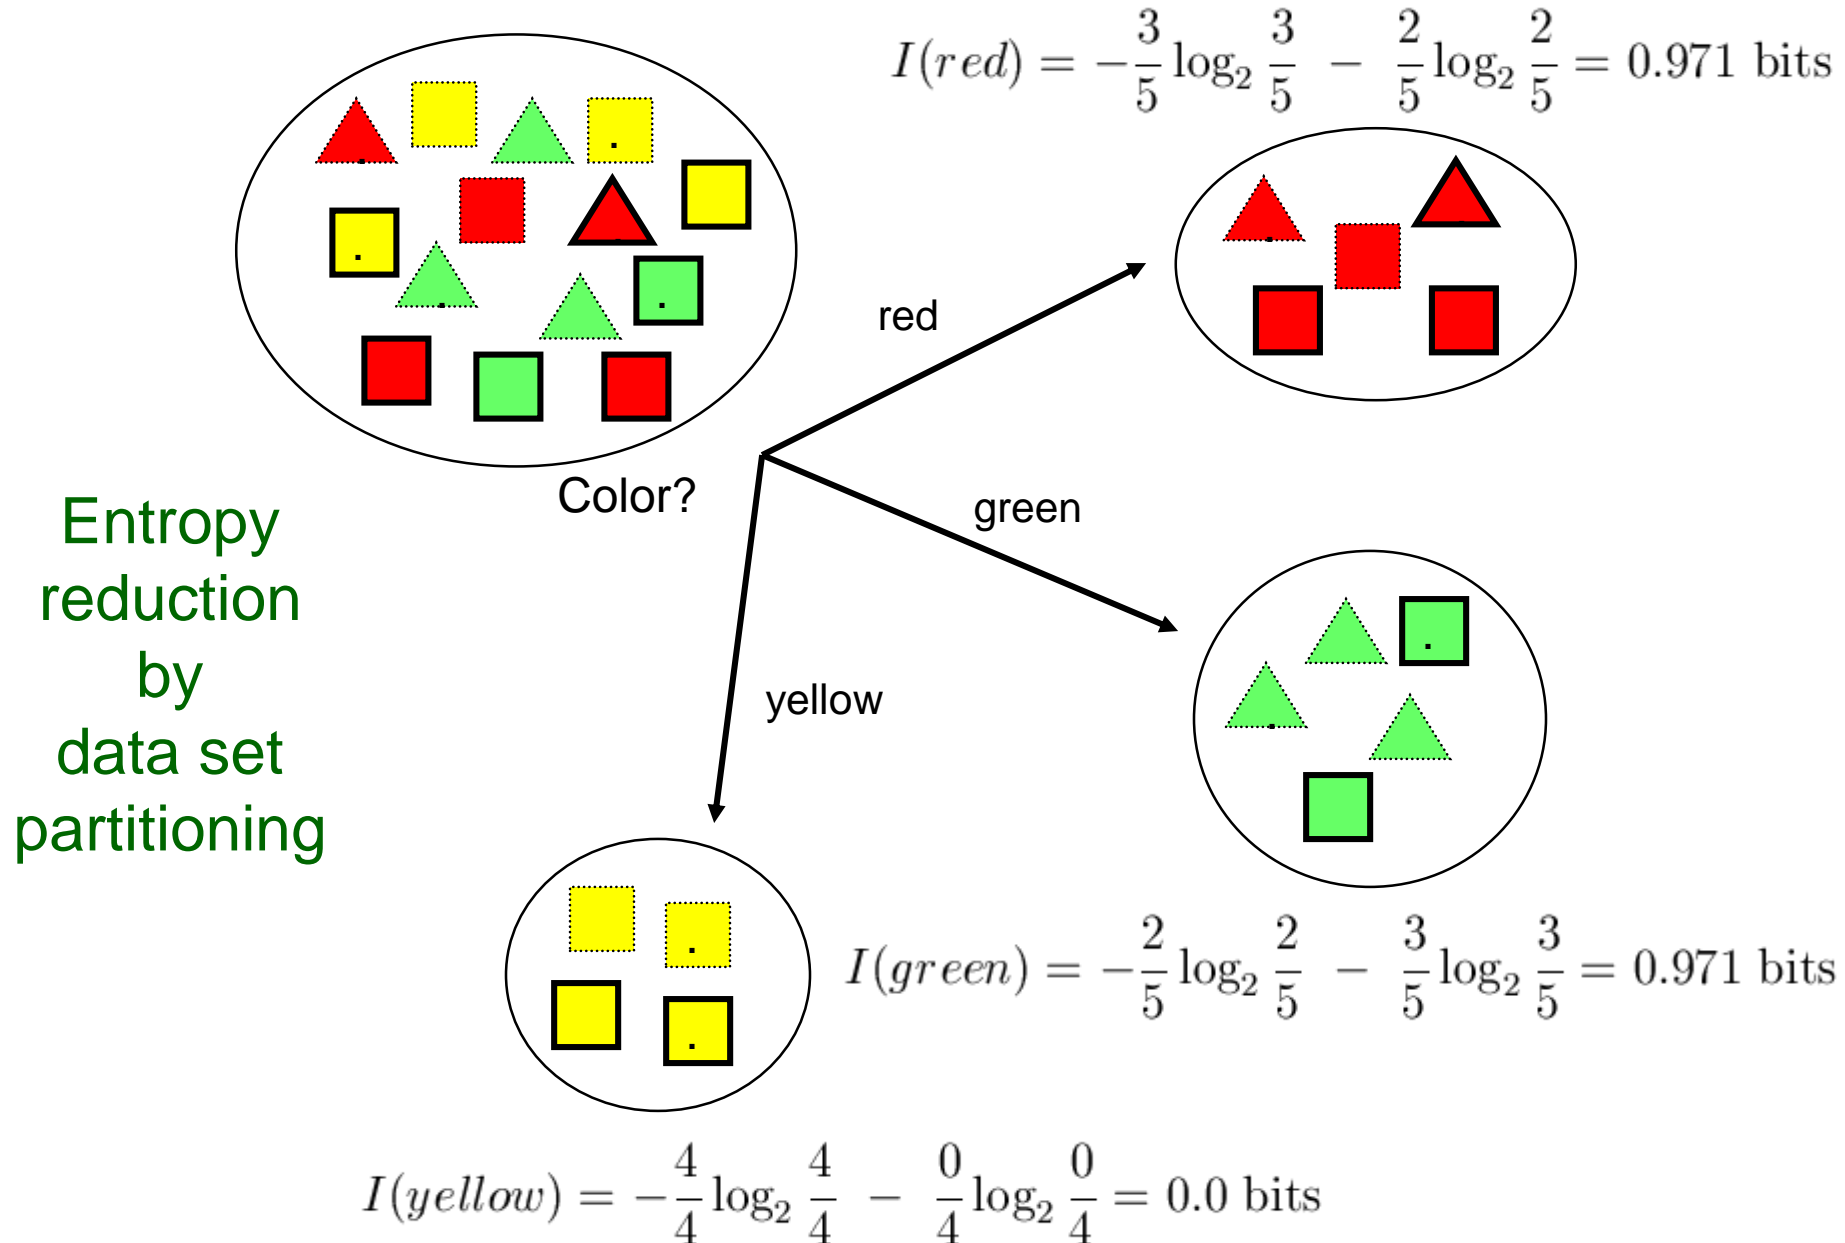 I(red) = −3/5 log₂ 3/5 − 2/5 log₂ 2/5 = 0.971 bits
red
Color?
green
Entropy
reduction
by
data set
partitioning
yellow
I(green) = −2/5 log₂ 2/5 − 3/5 log₂ 3/5 = 0.971 bits
I(yellow) = −4/4 log₂ 4/4 − 0/4 log₂ 0/4 = 0.0 bits